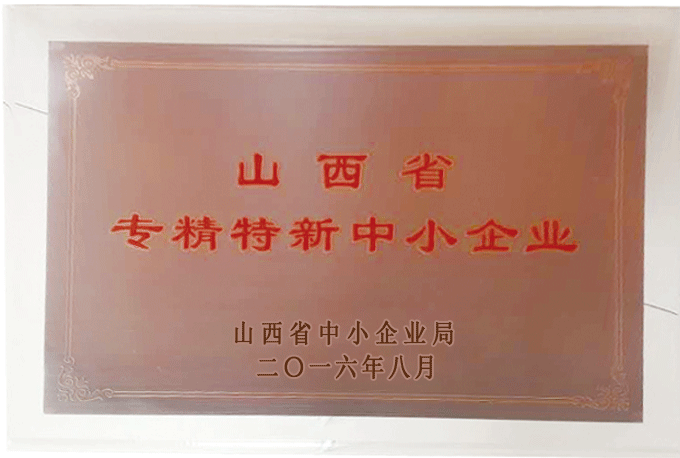 山西省
专精特新中小企业
山西省中小企业局
二〇一六年八月